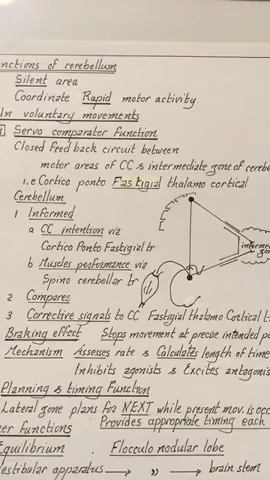 nctions of cerebellum
Silent area
Coordinate Rapid motor activity.
In voluntary movements
Servo comparator function
Closed feed back circuit between
motor areas of CC & intermediate zone of cerebe
i.e Cortico ponto Fastigial thalamo cortical
Cerebellum
1 Informed
a CC intention via
Cortico Ponto Fastigial tr
b Muscles performance via
Spino cerebellar tr
interme
2 Compares
3 Corrective signals to CC Fastigial thalamo Cortical t
Braking effect Stops movement at precise intended po
Mechanism Assesses rate & Calculates length of time
Inhibits agonists & Excites antagonis
Planning & timing Function
Lateral zone plans for NEXT while present mov. is occ
er functions Provides appropriate timing each
Equilibrium . Flocculo nodular lobe
estibular apparatus → " → brain stem